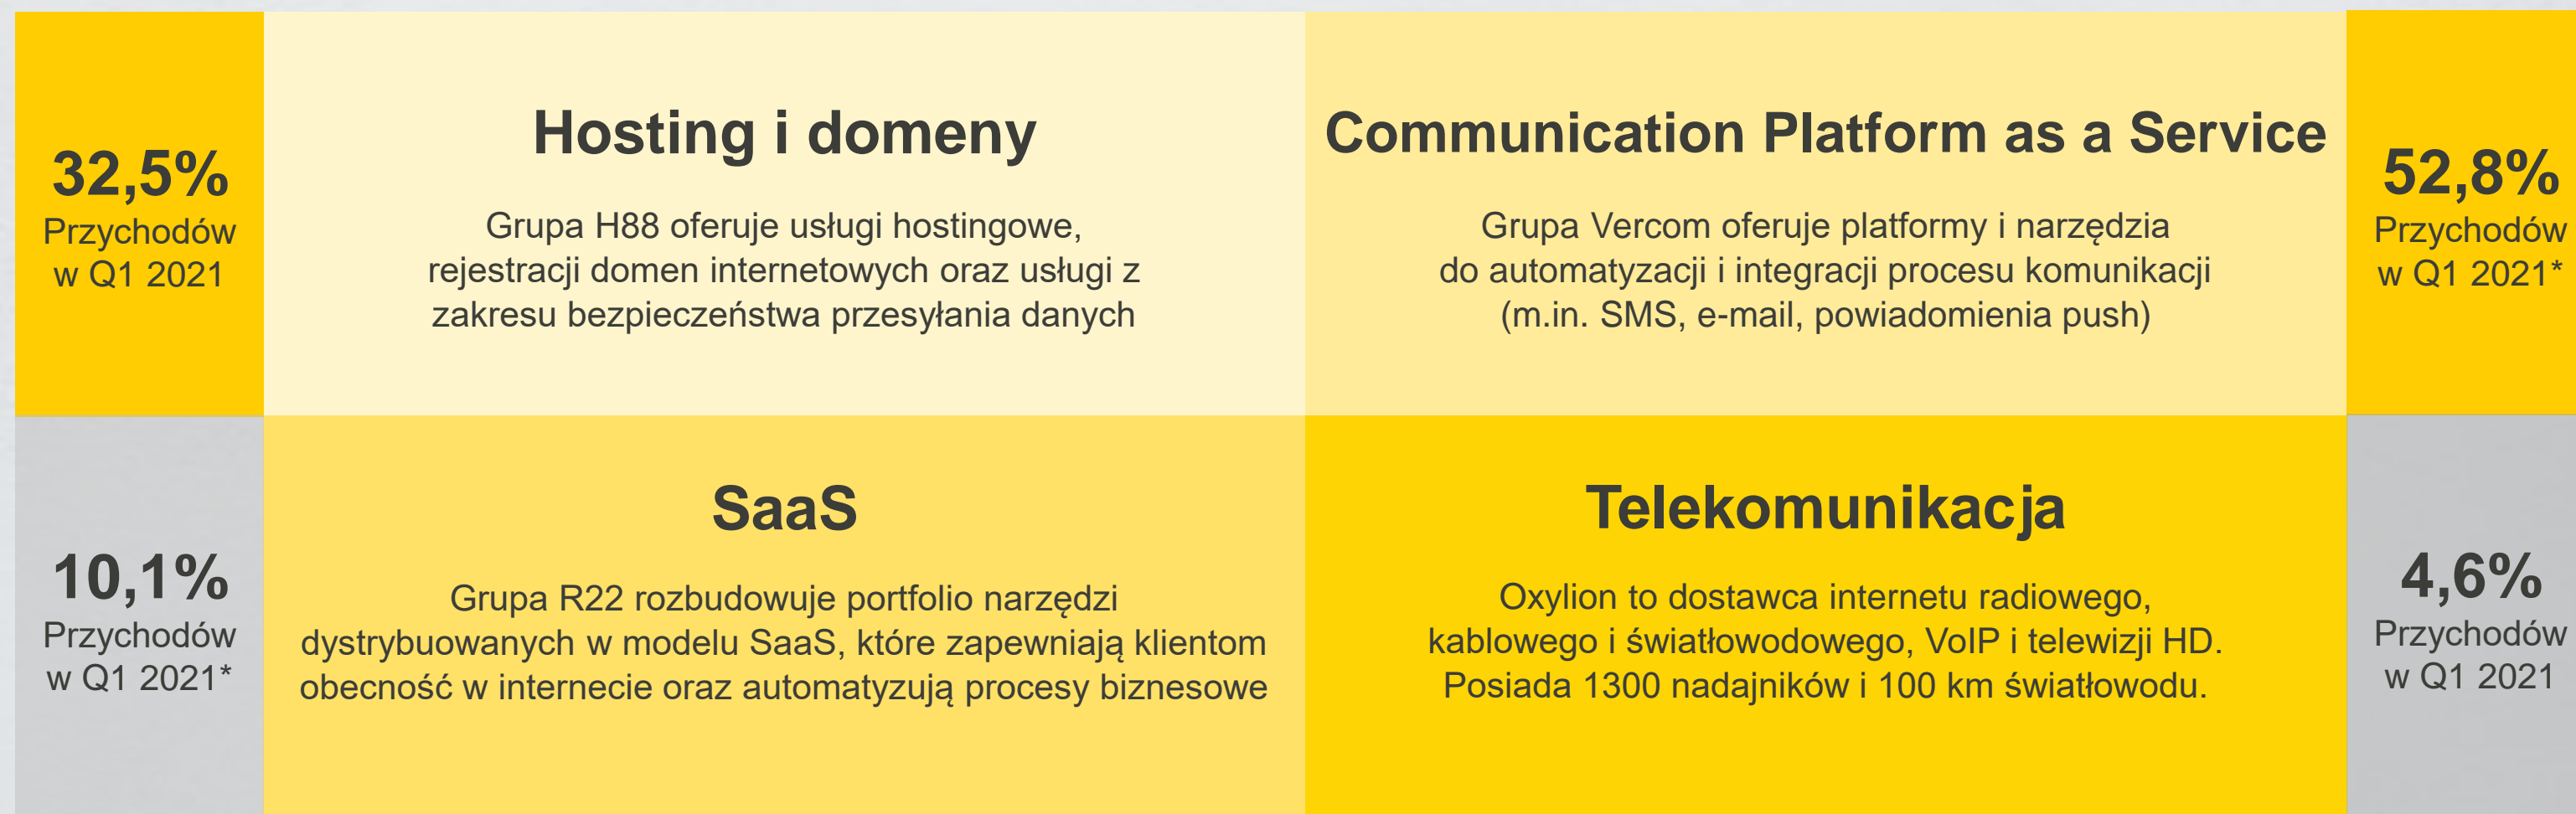 32,5%
Przychodów
w Q1 2021
Hosting i domeny
Grupa H88 oferuje usługi hostingowe,
rejestracji domen internetowych oraz usługi z
zakresu bezpieczeństwa przesyłania danych
Communication Platform as a Service
Grupa Vercom oferuje platformy i narzędzia
do automatyzacji i integracji procesu komunikacji
(m.in. SMS, e-mail, powiadomienia push)
52,8%
Przychodów
w Q1 2021*
10,1%
Przychodów
w Q1 2021*
SaaS
Grupa R22 rozbudowuje portfolio narzędzi
dystrybuowanych w modelu SaaS, które zapewniają klientom
obecność w internecie oraz automatyzują procesy biznesowe
Telekomunikacja
Oxylion to dostawca internetu radiowego,
kablowego i światłowodowego, VoIP i telewizji HD.
Posiada 1300 nadajników i 100 km światłowodu.
4,6%
Przychodów
w Q1 2021